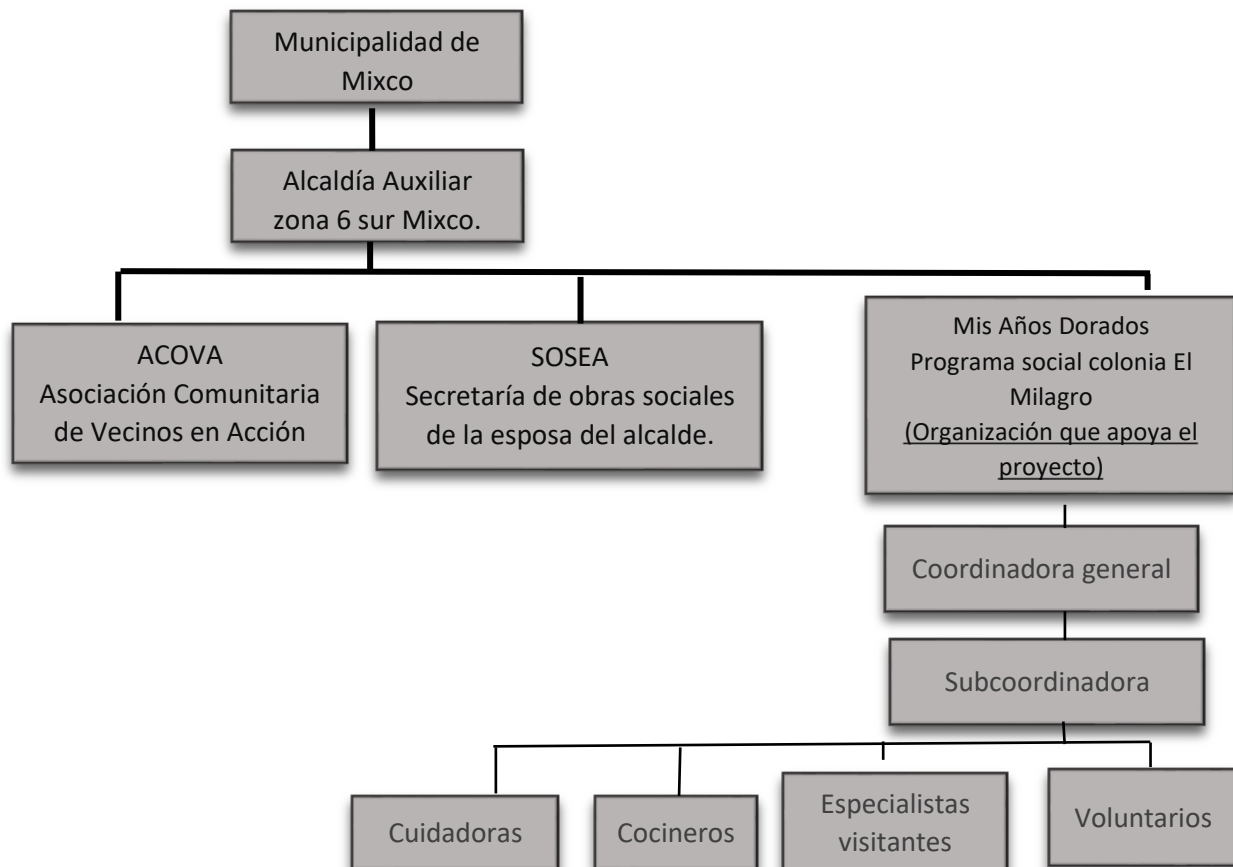 Municipalidad de
Mixco
Alcaldía Auxiliar
zona 6 sur Mixco.
ACOVA
Asociación Comunitaria
de Vecinos en Acción
SOSEA
Secretaría de obras sociales
de la esposa del alcalde.
Mis Años Dorados
Programa social colonia El
Milagro
(Organización que apoya el
proyecto)
Coordinadora general
Subcoordinadora
Cuidadoras
Cocineros
Especialistas
visitantes
Voluntarios